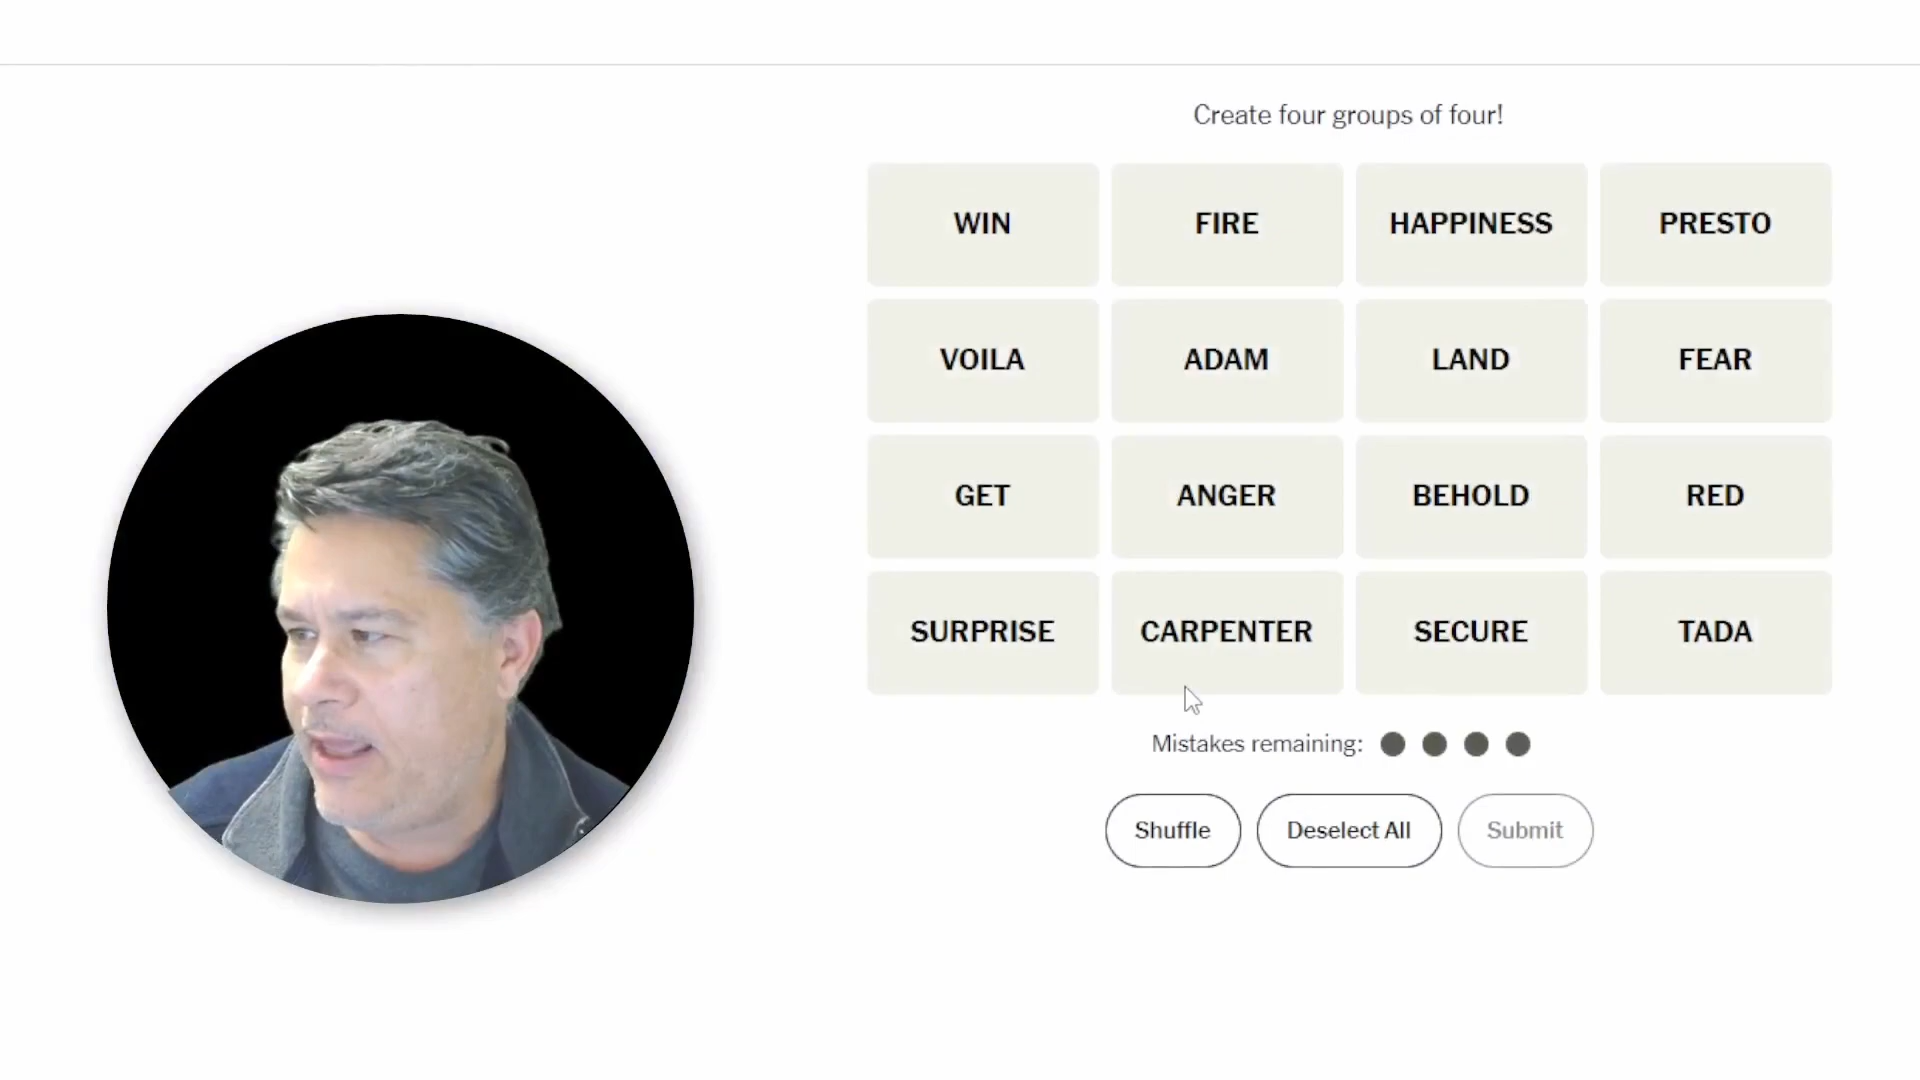 Create four groups of four!
WIN FIRE HAPPINESS PRESTO
VOILA ADAM LAND FEAR
GET ANGER BEHOLD RED
SURPRISE CARPENTER SECURE TADA
Mistakes remaining:
Shuffle Deselect All Submit